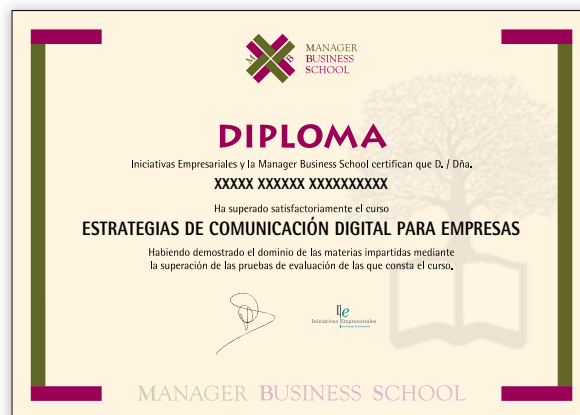 M B
MANAGER
BUSINESS
SCHOOL
DIPLOMA
Iniciativas Empresariales y la Manager Business School certifican que D. / Dña.
XXXXX XXXXXX XXXXXXXXXX
Ha superado satisfactoriamente el curso
ESTRATEGIAS DE COMUNICACIÓN DIGITAL PARA EMPRESAS
Habiendo demostrado el dominio de las materias impartidas mediante
la superación de las pruebas de evaluación de las que consta el curso.
Ie
Iniciativas Empresariales
MANAGER BUSINESS SCHOOL